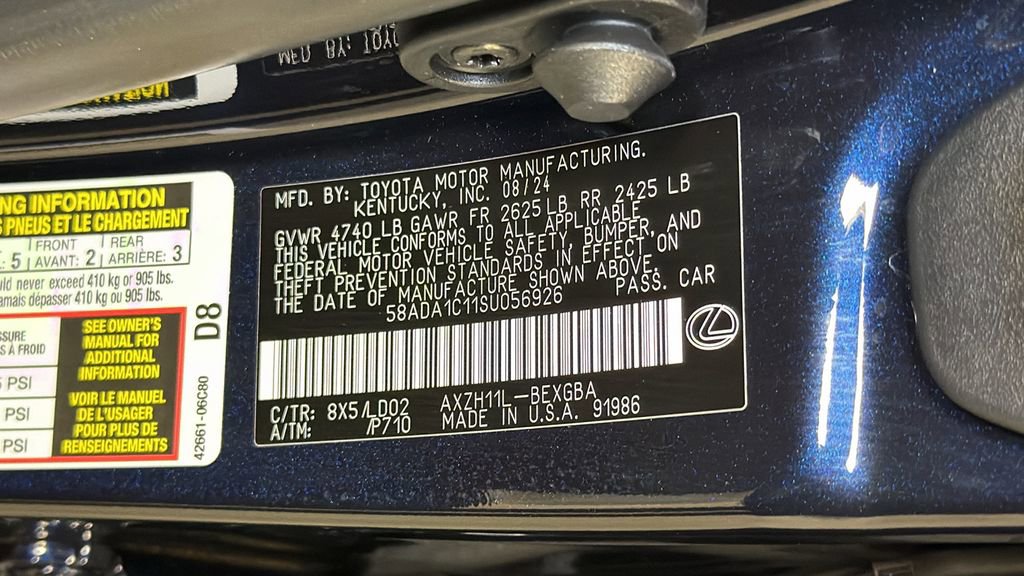 MFD. BY: TOYOTA MOTOR MANUFACTURING.
KENTUCKY, INC. 08/24
GVWR 4740 LB GAWR FR 2625 LB RR 2425 LB
THIS VEHICLE CONFORMS TO ALL APPLICABLE
FEDERAL MOTOR VEHICLE SAFETY, BUMPER, AND
THEFT PREVENTION STANDARDS IN EFFECT ON
THE DATE OF MANUFACTURE SHOWN ABOVE.
58ADA1C11SU056926 PASS. CAR
C/TR: 8X5/LD02 AXZH11L-BEXGBA
A/TM: /P710 MADE IN U.S.A. 91986
INFORMATION
PNEUS ET LE CHARGEMENT
5 FRONT AVANT: 2 REAR ARRIÈRE: 3
never exceed 410 kg or 905 lbs.
dépasser 410 kg ou 905 lbs.
À FROID
PSI
PSI
PSI
SEE OWNER'S
MANUAL FOR
ADDITIONAL
INFORMATION
VOIR LE MANUEL
DE L'USAGER
POUR PLUS DE
RENSEIGNEMENTS
D8
42661-06C80